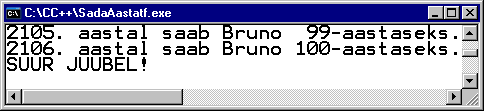 C:\CC++\SadaAastatf.exe
2105. aastal saab Bruno  99-aastaseks.
2106. aastal saab Bruno 100-aastaseks.
SUUR JUUBEL!